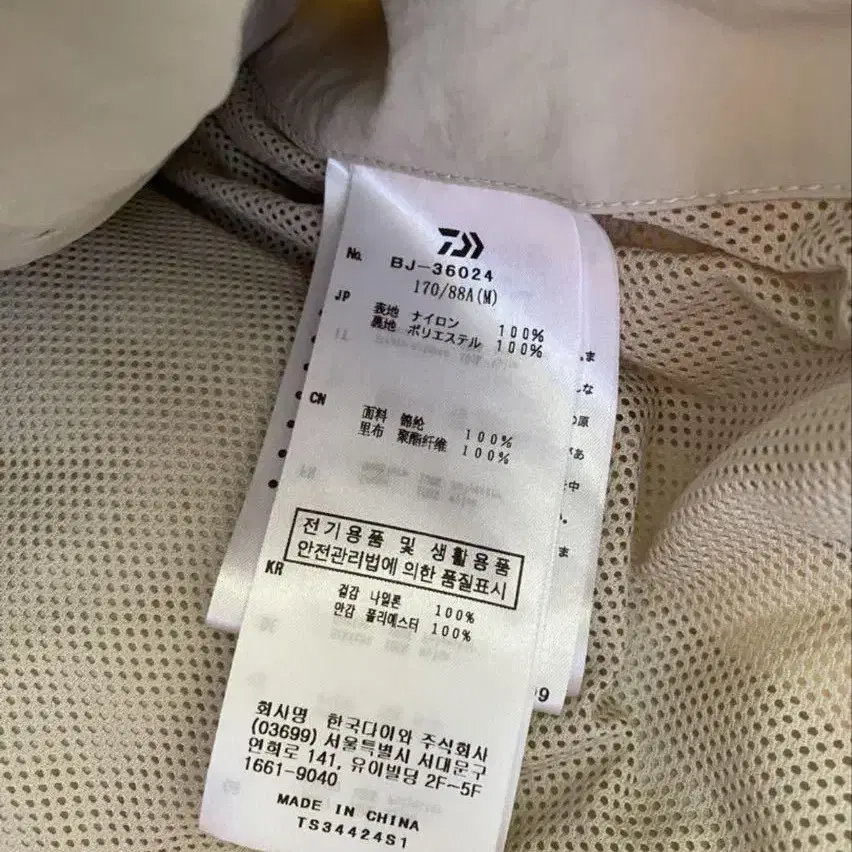 No. BJ-36024
170/88A(M)
JP 表地 ナイロン 100%
裏地 ポリエステル 100%
CN 面料 锦纶 100%
里布 聚酯纤维 100%
전기용품 및 생활용품
안전관리법에 의한 품질표시
KR 겉감 나일론 100%
안감 폴리에스터 100%
회사명 한국다이와 주식회사
(03699) 서울특별시 서대문구
연희로 141, 유이빌딩 2F~5F
1661-9040
MADE IN CHINA
TS34424S1